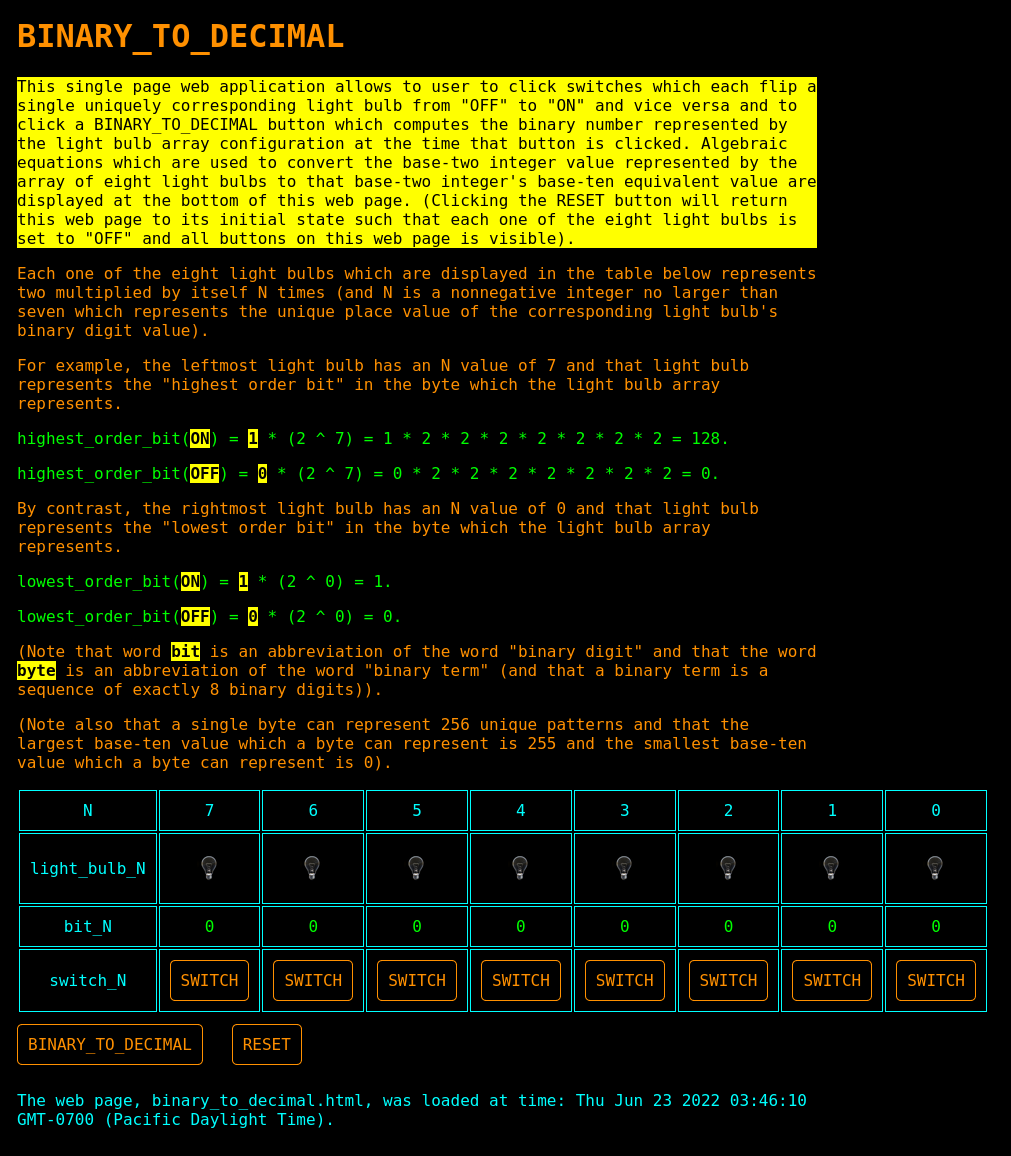 BINARY_TO_DECIMAL
This single page web application allows to user to click switches which each flip a
single uniquely corresponding light bulb from "OFF" to "ON" and vice versa and to
click a BINARY_TO_DECIMAL button which computes the binary number represented by
the light bulb array configuration at the time that button is clicked. Algebraic
equations which are used to convert the base-two integer value represented by the
array of eight light bulbs to that base-two integer's base-ten equivalent value are
displayed at the bottom of this web page. (Clicking the RESET button will return
this web page to its initial state such that each one of the eight light bulbs is
set to "OFF" and all buttons on this web page is visible).
Each one of the eight light bulbs which are displayed in the table below represents
two multiplied by itself N times (and N is a nonnegative integer no larger than
seven which represents the unique place value of the corresponding light bulb's
binary digit value).
For example, the leftmost light bulb has an N value of 7 and that light bulb
represents the "highest order bit" in the byte which the light bulb array
represents.
highest_order_bit(ON) = 1 * (2 ^ 7) = 1 * 2 * 2 * 2 * 2 * 2 * 2 * 2 = 128.
highest_order_bit(OFF) = 0 * (2 ^ 7) = 0 * 2 * 2 * 2 * 2 * 2 * 2 * 2 = 0.
By contrast, the rightmost light bulb has an N value of 0 and that light bulb
represents the "lowest order bit" in the byte which the light bulb array
represents.
lowest_order_bit(ON) = 1 * (2 ^ 0) = 1.
lowest_order_bit(OFF) = 0 * (2 ^ 0) = 0.
(Note that word bit is an abbreviation of the word "binary digit" and that the word
byte is an abbreviation of the word "binary term" (and that a binary term is a
sequence of exactly 8 binary digits)).
(Note also that a single byte can represent 256 unique patterns and that the
largest base-ten value which a byte can represent is 255 and the smallest base-ten
value which a byte can represent is 0).
N 7 6 5 4 3 2 1 0
light_bulb_N
bit_N 0 0 0 0 0 0 0 0
switch_N SWITCH SWITCH SWITCH SWITCH SWITCH SWITCH SWITCH SWITCH
BINARY_TO_DECIMAL RESET
The web page, binary_to_decimal.html, was loaded at time: Thu Jun 23 2022 03:46:10
GMT-0700 (Pacific Daylight Time).